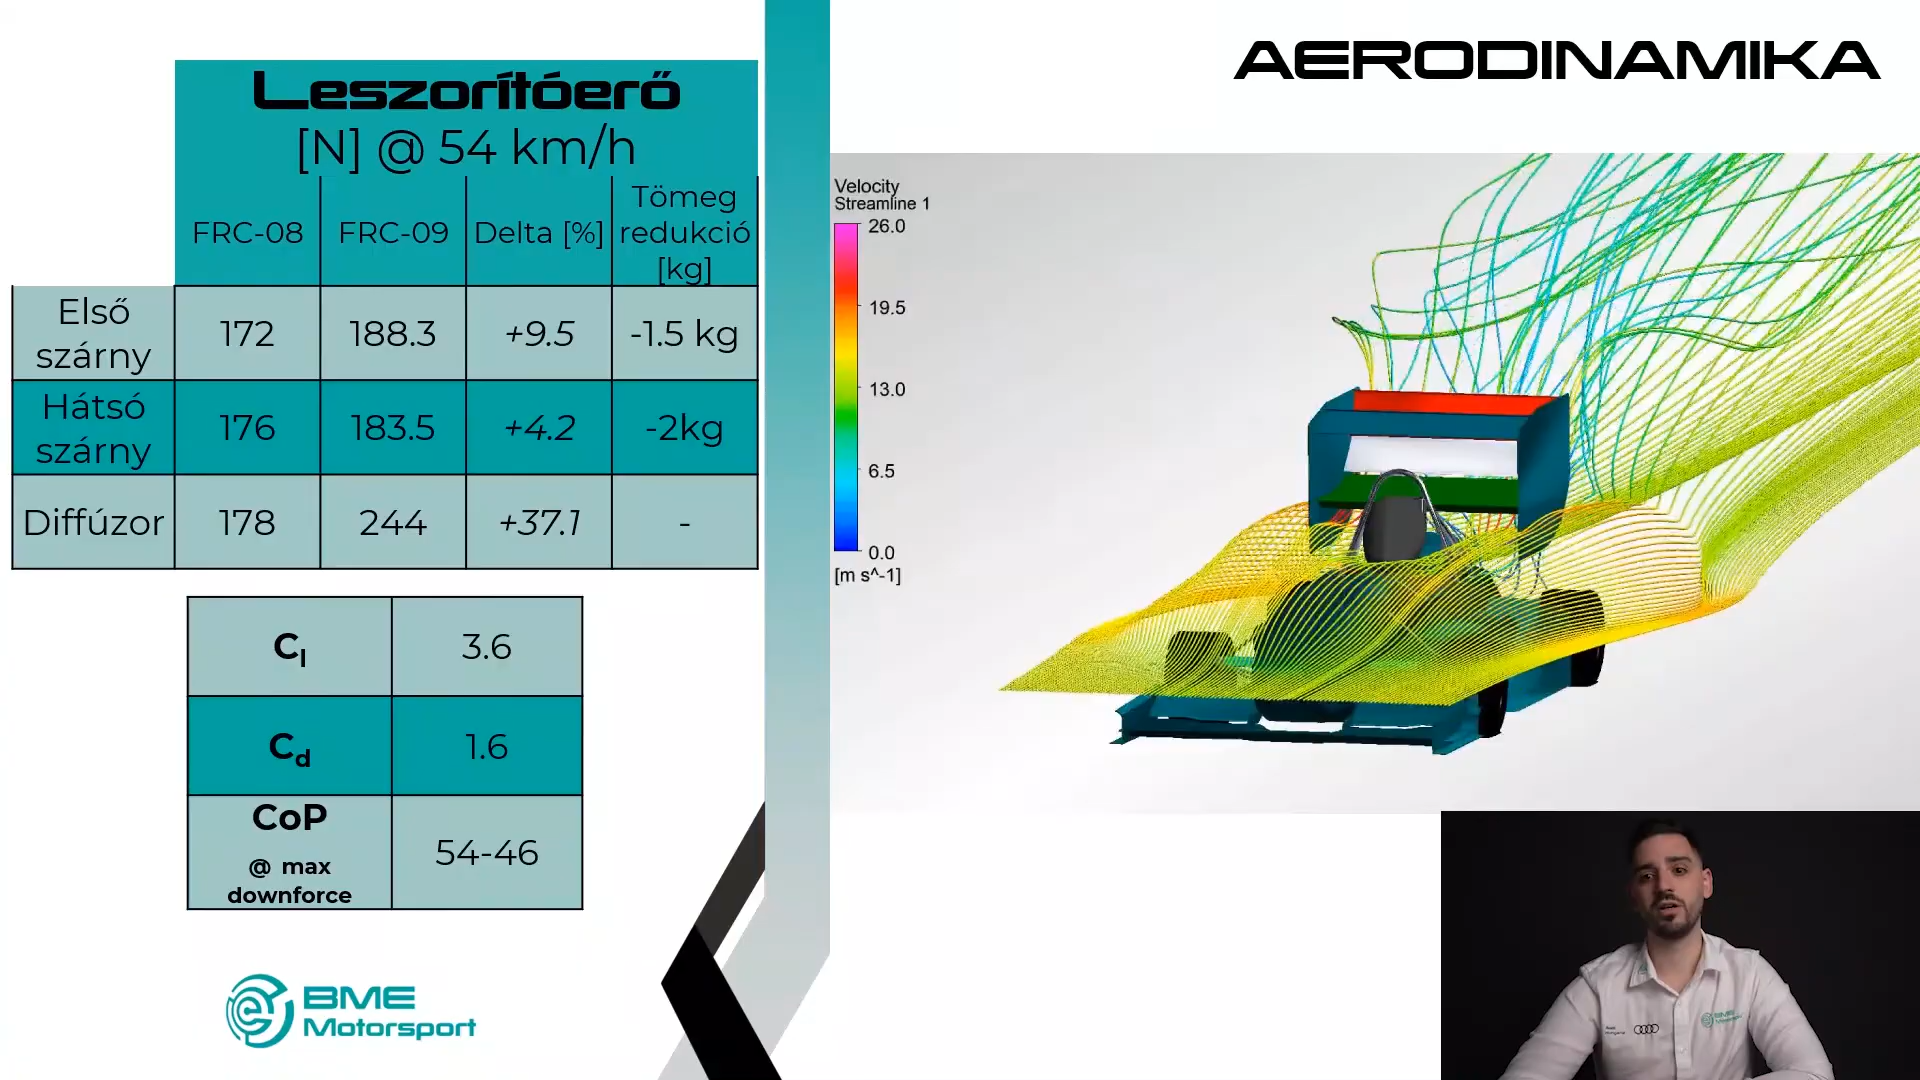 AERODINAMIKA
Leszorítóerő
[N] @ 54 km/h
FRC-08 FRC-09 Delta [%] Tömeg
redukció
[kg]
Első
szárny 172 188.3 +9.5 -1.5 kg
Hátsó
szárny 176 183.5 +4.2 -2kg
Diffúzor 178 244 +37.1 -
Cl 3.6
Cd 1.6
CoP
@ max
downforce 54-46
BME
Motorsport
Velocity
Streamline 1
26.0
19.5
13.0
6.5
0.0
[m s^-1]
BME